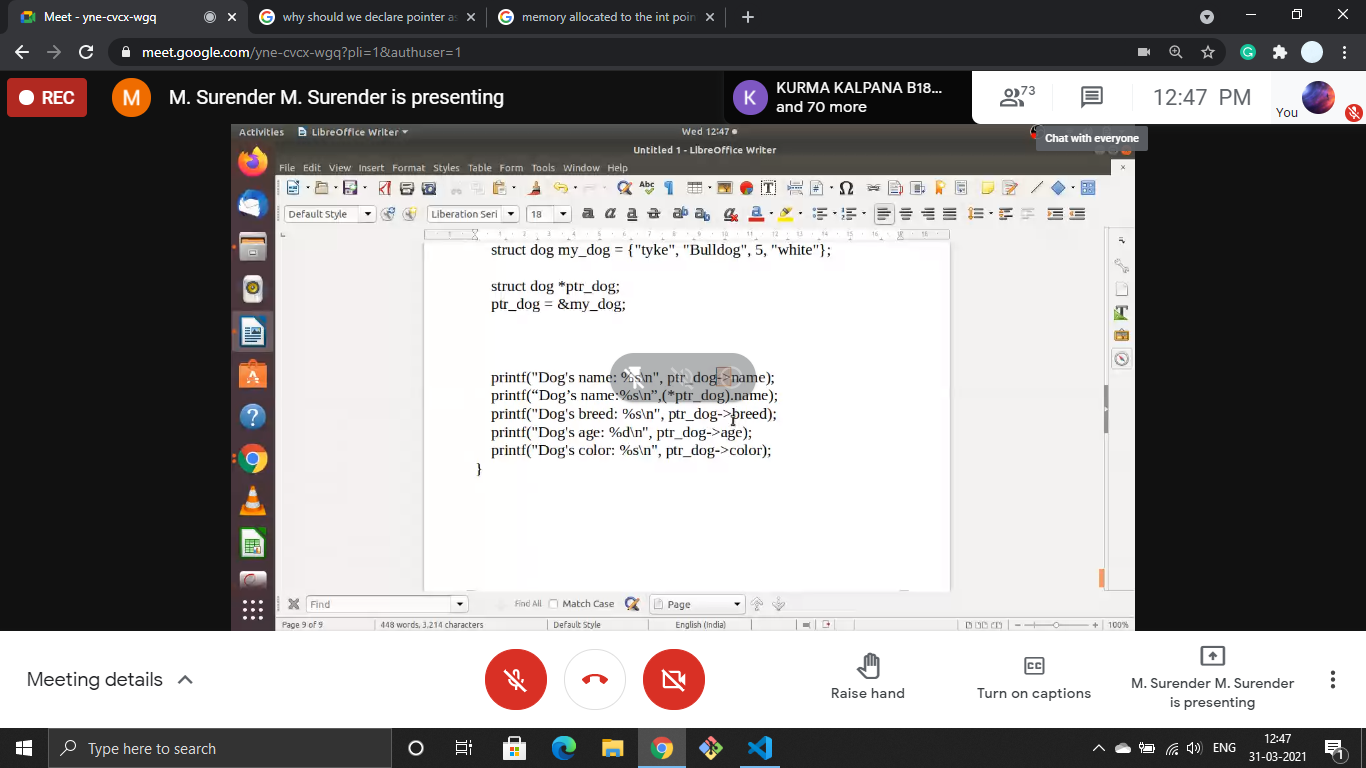 Meet - yne-cvcx-wgq
why should we declare pointer as
memory allocated to the int poin
meet.google.com/yne-cvcx-wgq?pli=1&authuser=1
REC
M
M. Surender M. Surender is presenting
K
KURMA KALPANA B18...
and 70 more
73
12:47 PM
You
Chat with everyone
Activities
LibreOffice Writer
Wed 12:47
Untitled 1 - LibreOffice Writer
File Edit View Insert Format Styles Table Form Tools Window Help
Default Style
Liberation Seri
18
struct dog my_dog = {"tyke", "Bulldog", 5, "white"};
struct dog *ptr_dog;
ptr_dog = &my_dog;
printf("Dog's name: %s\n", ptr_dog->name);
printf(“Dog’s name:%s\n”,(*ptr_dog).name);
printf("Dog's breed: %s\n", ptr_dog->breed);
printf("Dog's age: %d\n", ptr_dog->age);
printf("Dog's color: %s\n", ptr_dog->color);
}
Find
Find All
Match Case
Page
Page 9 of 9
448 words, 3,214 characters
Default Style
English (India)
100%
Meeting details
Raise hand
Turn on captions
M. Surender M. Surender
is presenting
Type here to search
ENG
12:47
31-03-2021
1